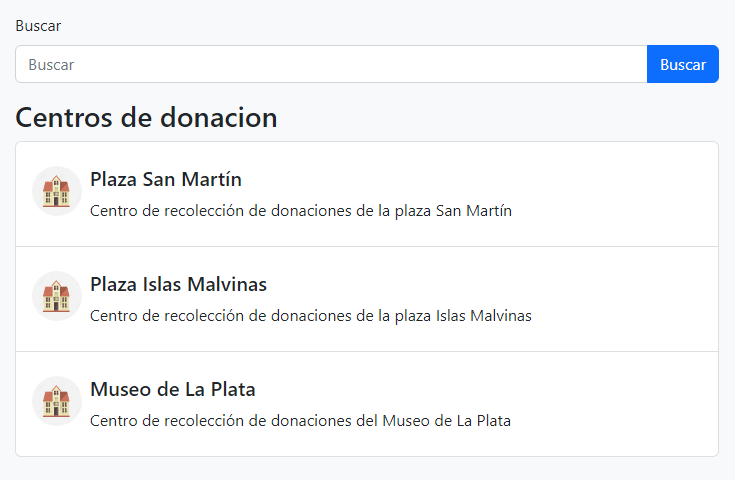 Buscar
Buscar
Buscar
Centros de donacion
Plaza San Martín
Centro de recolección de donaciones de la plaza San Martín
Plaza Islas Malvinas
Centro de recolección de donaciones de la plaza Islas Malvinas
Museo de La Plata
Centro de recolección de donaciones del Museo de La Plata